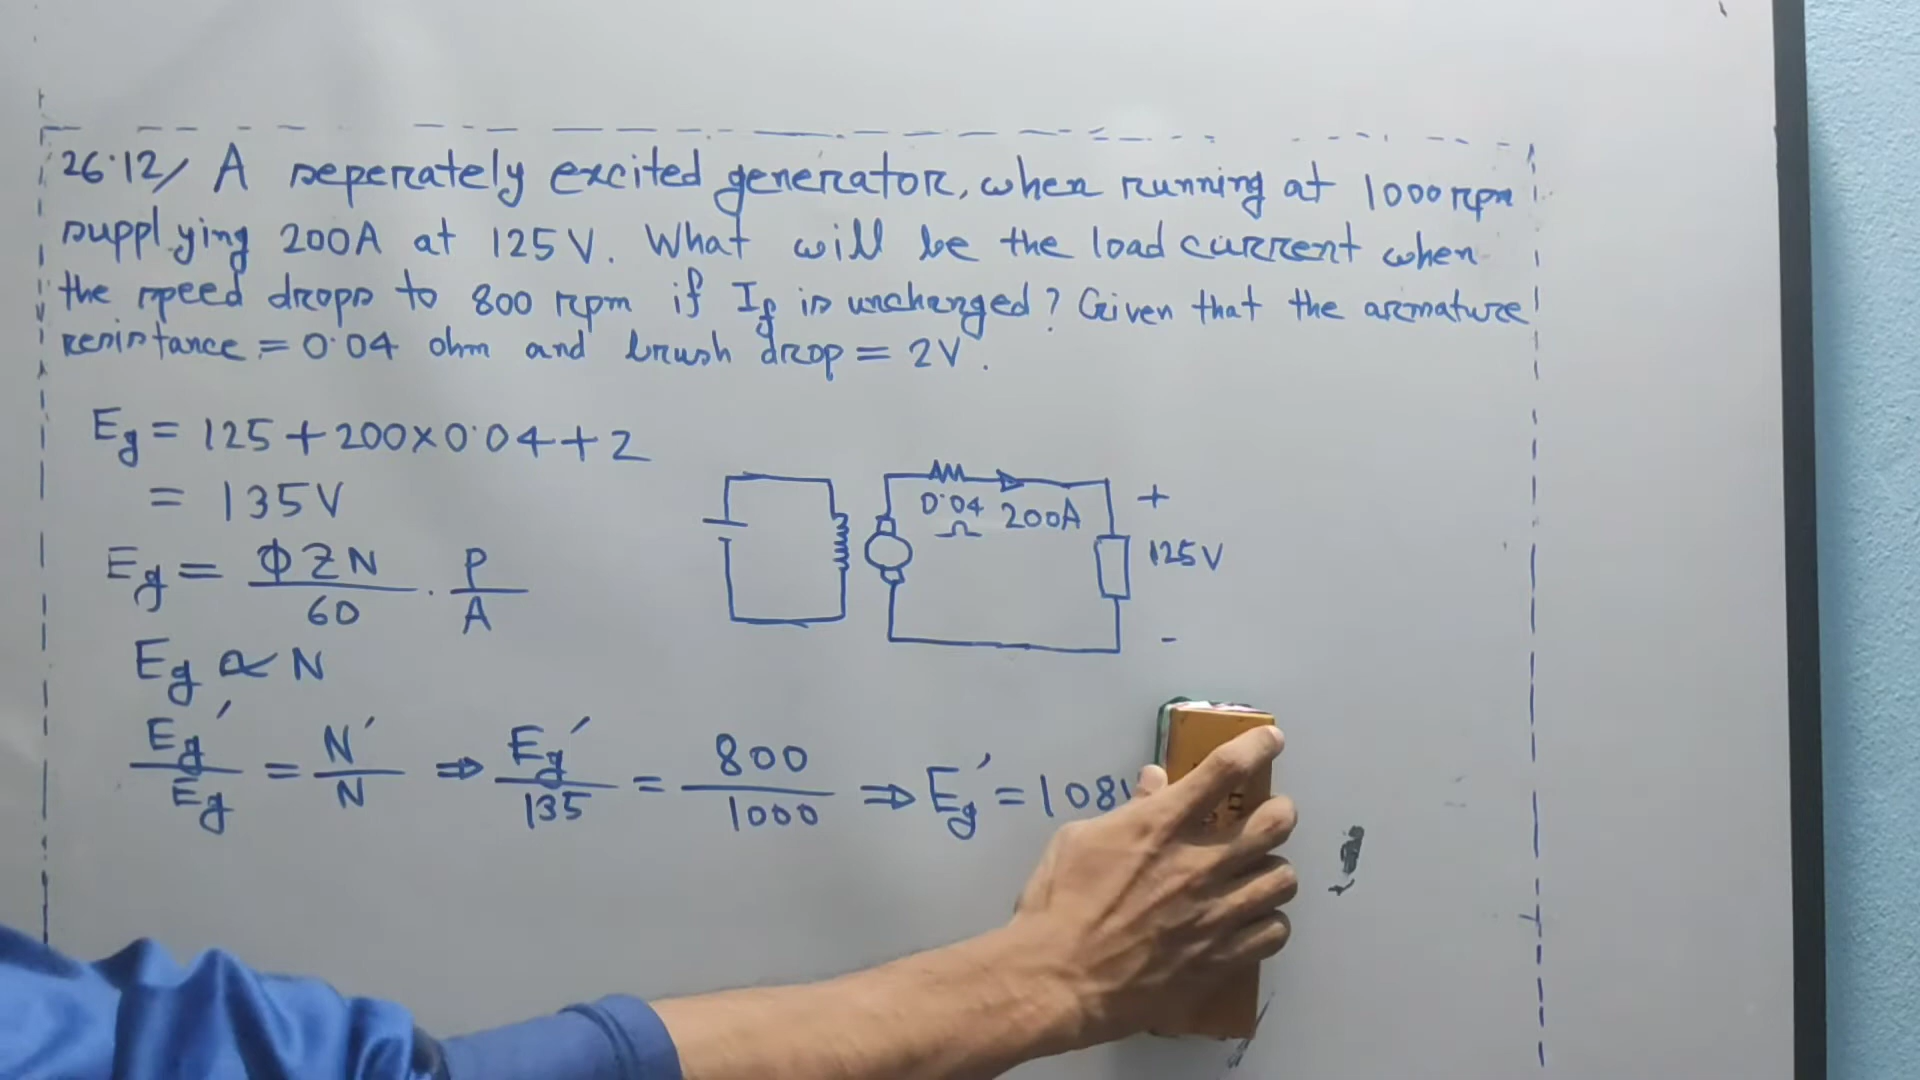 26.12/ A seperately excited generator, when running at 1000 rpm
supplying 200A at 125V. What will be the load current when
the speed drops to 800 rpm if If is unchanged? Given that the armature
resistance = 0.04 ohm and brush drop = 2V.
Eg = 125 + 200×0.04 + 2
= 135V
Eg = ΦZN/60 · P/A
Eg ∝ N
Eg′/Eg = N′/N ⇒ Eg′/135 = 800/1000 ⇒ Eg′ = 108V
0.04 Ω 200A
+
125V
-